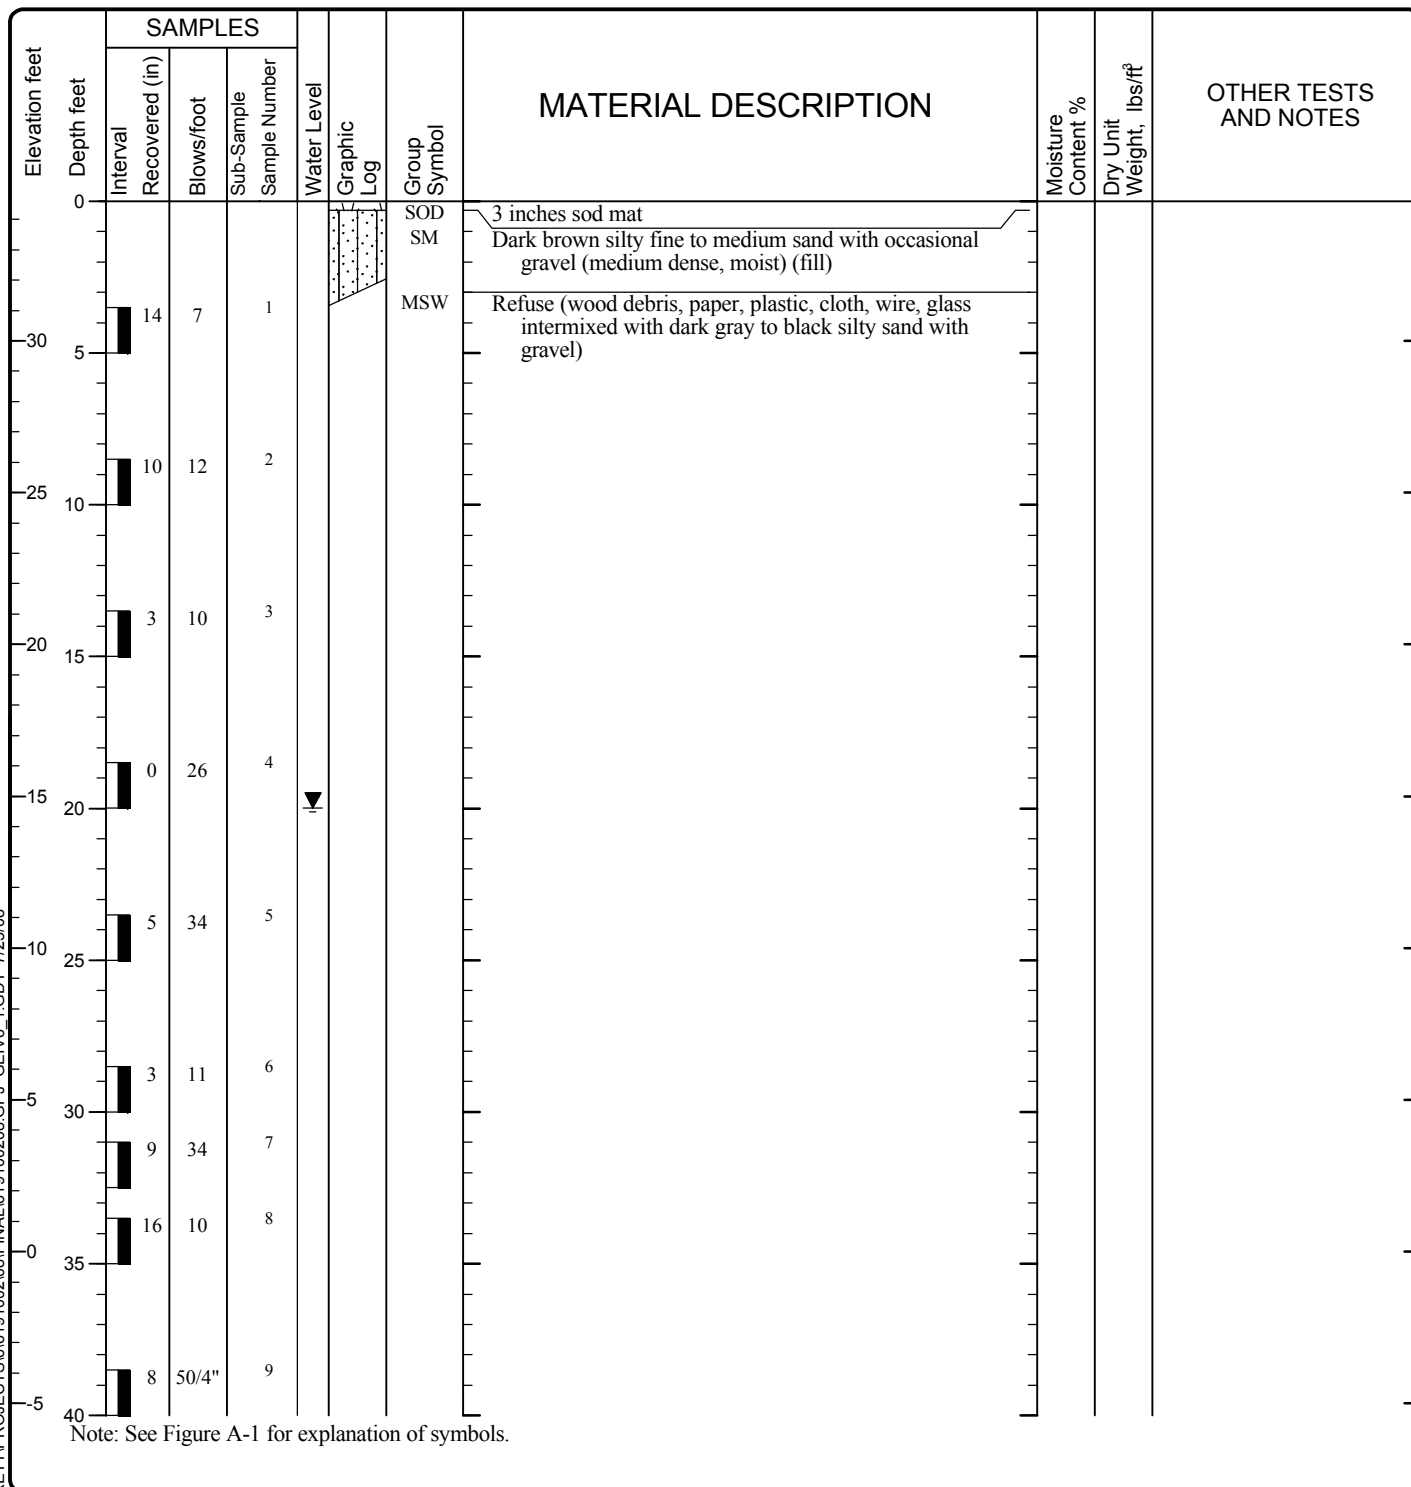 SAMPLES
Elevation feet
Depth feet
Interval
Recovered (in)
Blows/foot
Sub-Sample
Sample Number
Water Level
Graphic
Log
Group
Symbol
MATERIAL DESCRIPTION
Moisture
Content %
Dry Unit
Weight, lbs/ft³
OTHER TESTS
AND NOTES
0
SOD 3 inches sod mat
SM Dark brown silty fine to medium sand with occasional
gravel (medium dense, moist) (fill)
MSW Refuse (wood debris, paper, plastic, cloth, wire, glass
intermixed with dark gray to black silty sand with
gravel)
14 7 1
30
5
10 12 2
25
10
3 10 3
20
15
0 26 4
15
20
5 34 5
10
25
3 11 6
5
30
9 34 7
16 10 8
0
35
8 50/4" 9
-5
40
Note: See Figure A-1 for explanation of symbols.